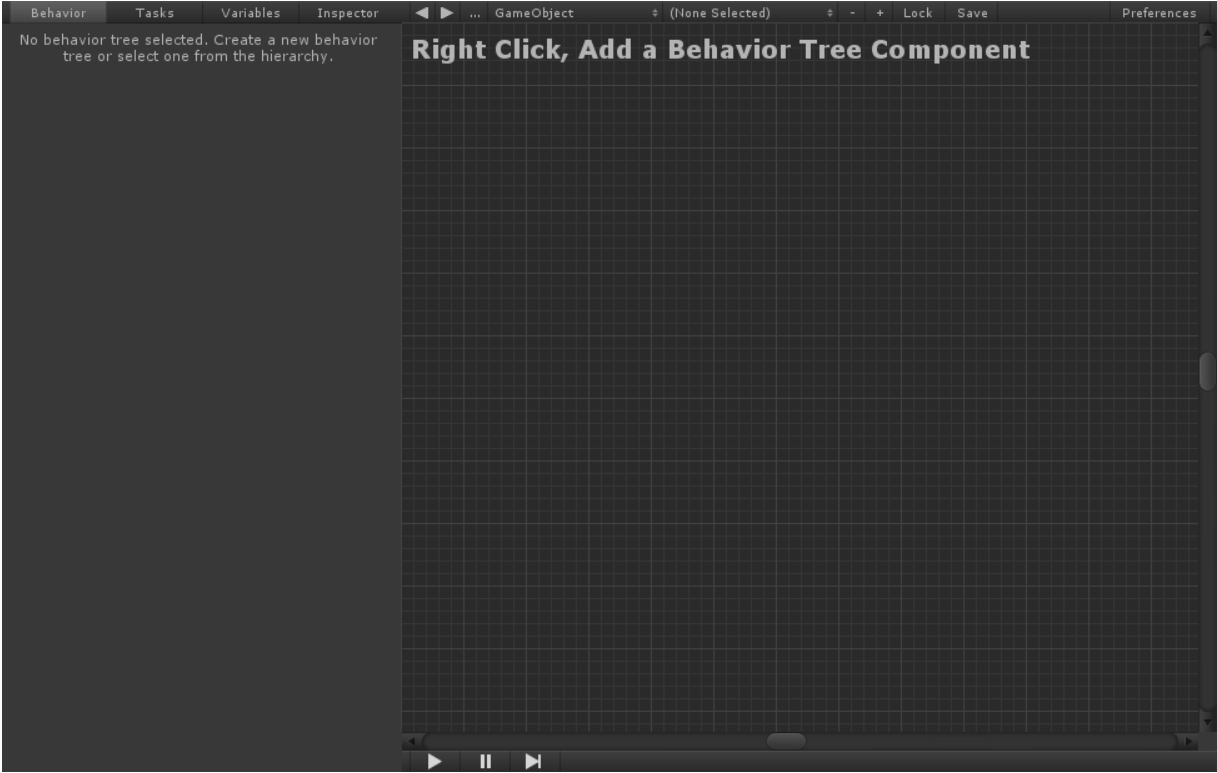 Behavior Tasks Variables Inspector ... GameObject (None Selected) - + Lock Save Preferences
No behavior tree selected. Create a new behavior
tree or select one from the hierarchy.
Right Click, Add a Behavior Tree Component